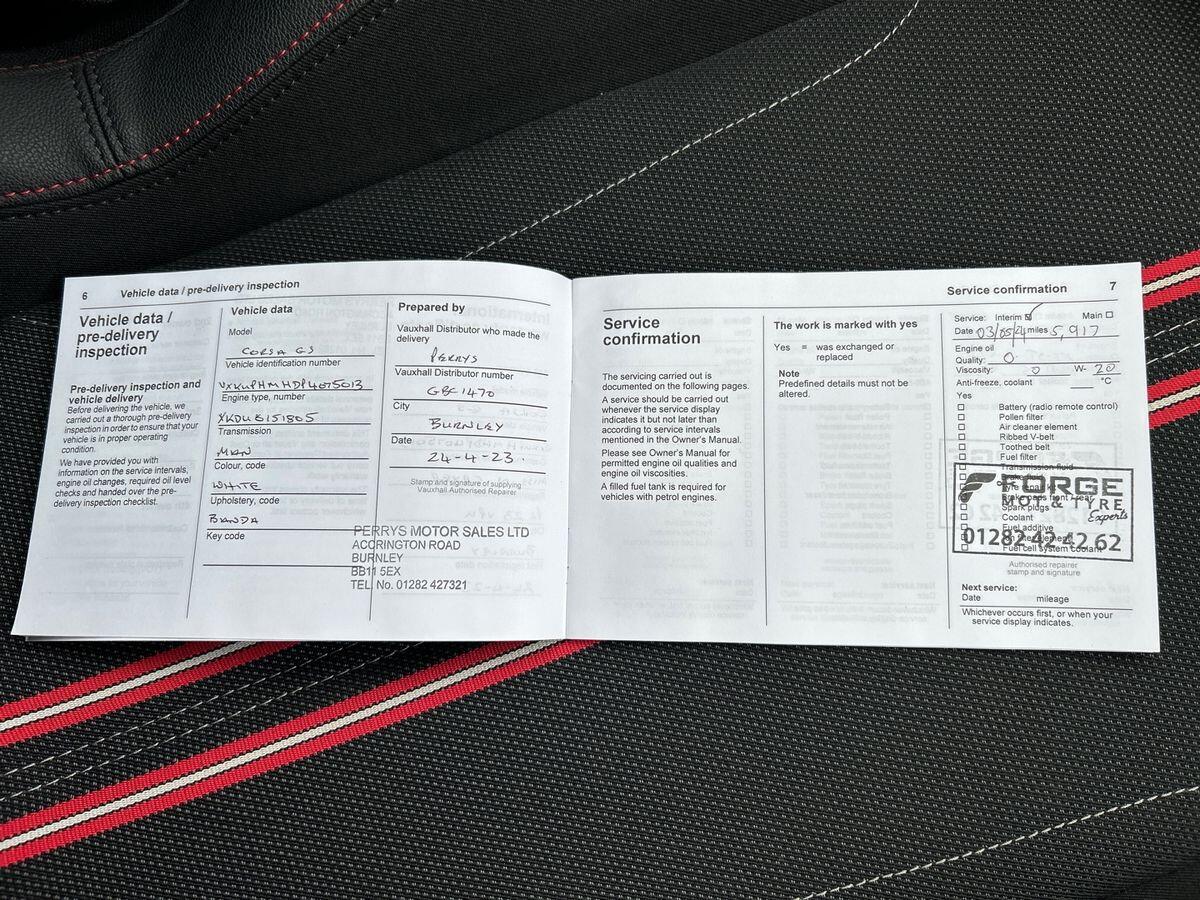 6 Vehicle data / pre-delivery inspection
Vehicle data /
pre-delivery
inspection
Pre-delivery inspection and
vehicle delivery
Before delivering the vehicle, we
carried out a thorough pre-delivery
inspection in order to ensure that your
vehicle is in proper operating
condition.
We have provided you with
information on the service intervals,
engine oil changes, required oil level
checks and handed over the pre-
delivery inspection checklist.
Vehicle data
Model
CORSA GS
Vehicle identification number
Engine type, number
Transmission
MAN
Colour, code
WHITE
Upholstery, code
BANDA
Key code
Prepared by
Vauxhall Distributor who made the
delivery
PERRYS
Vauxhall Distributor number
GBC1470
City
BURNLEY
Date
24-4-23
Stamp and signature of supplying
Vauxhall Authorised Repairer
PERRYS MOTOR SALES LTD
ACCRINGTON ROAD
BURNLEY
BB11 5EX
TEL. No. 01282 427321
Service confirmation 7
Service
confirmation
The servicing carried out is
documented on the following pages.
A service should be carried out
whenever the service display
indicates it but not later than
according to service intervals
mentioned in the Owner's Manual.
Please see Owner's Manual for
permitted engine oil qualities and
engine oil viscosities.
A filled fuel tank is required for
vehicles with petrol engines.
The work is marked with yes
Yes = was exchanged or
replaced
Note
Predefined details must not be
altered.
Service: Interim Main
Date 03/05/24 miles 5,917
Engine oil
Quality: 0
Viscosity: 0 W- 20
Anti-freeze, coolant °C
Yes
Battery (radio remote control)
Pollen filter
Air cleaner element
Ribbed V-belt
Toothed belt
Fuel filter
Transmission fluid
Spark plugs
Coolant
Fuel additive
Fuel cell system coolant
FORGE
MOT & TYRE
Experts
01282 42 42 62
Authorised repairer
stamp and signature
Next service:
Date mileage
Whichever occurs first, or when your
service display indicates.